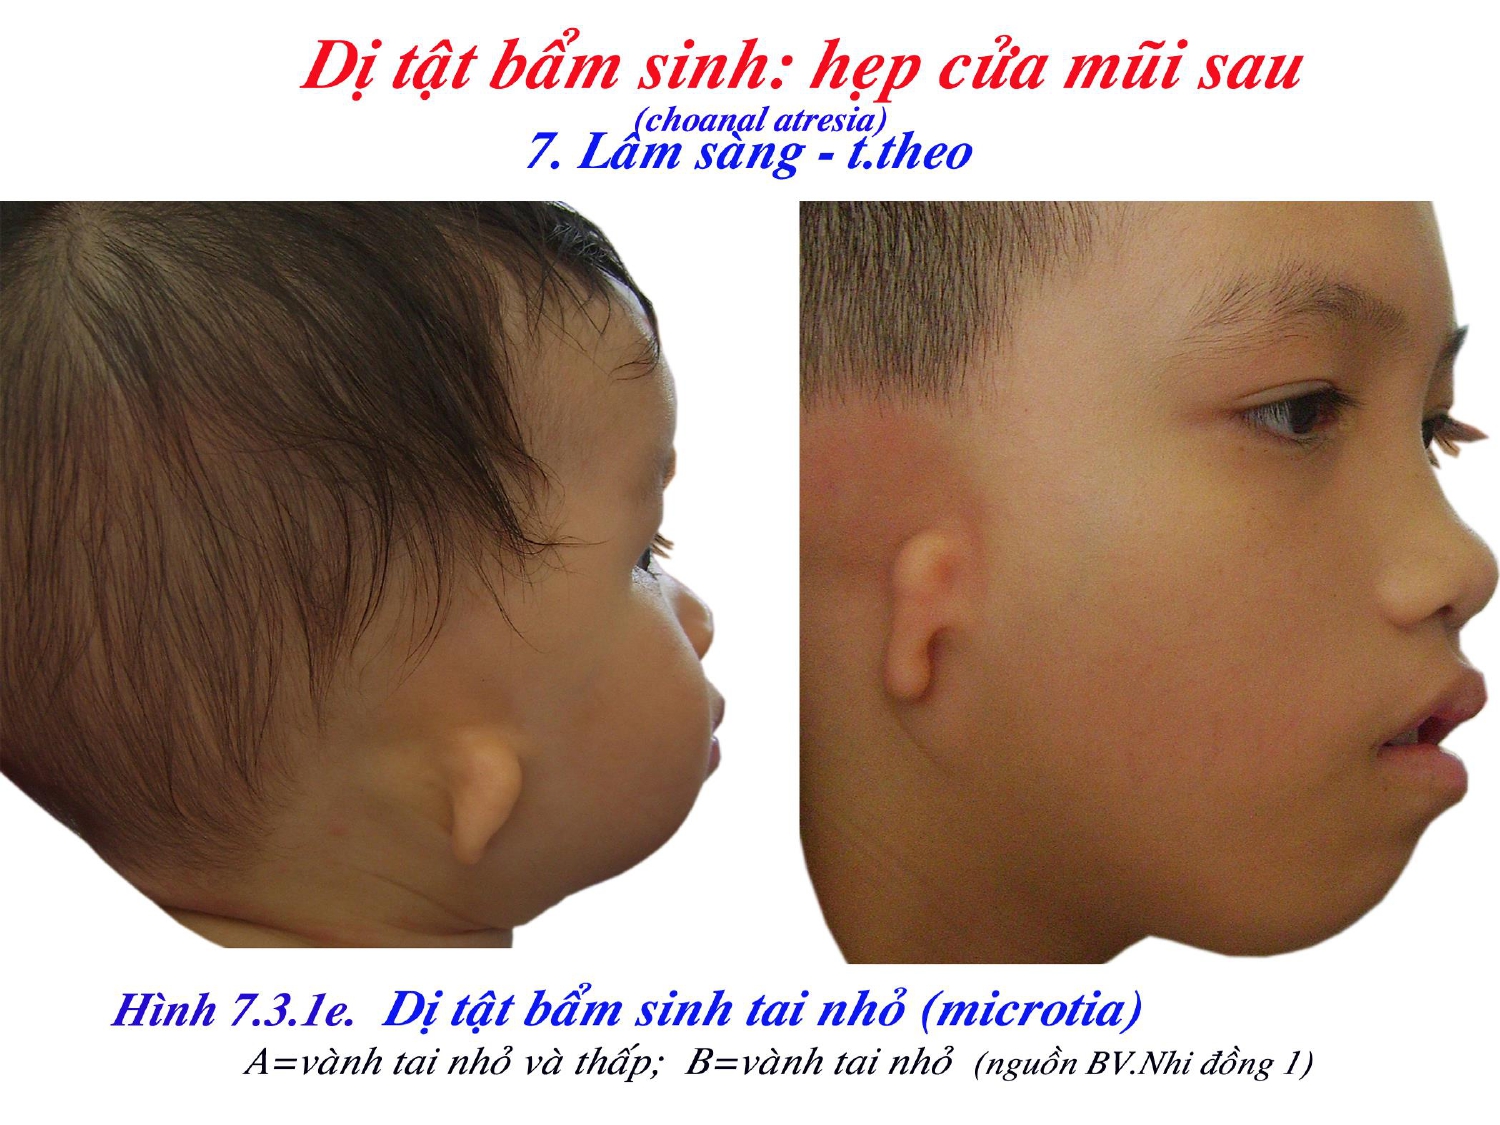 Dị tật bẩm sinh: hẹp cửa mũi sau
(choanal atresia)
7. Lâm sàng - t.theo
Hình 7.3.1e. Dị tật bẩm sinh tai nhỏ (microtia)
A=vành tai nhỏ và thấp; B=vành tai nhỏ (nguồn BV.Nhi đồng 1)